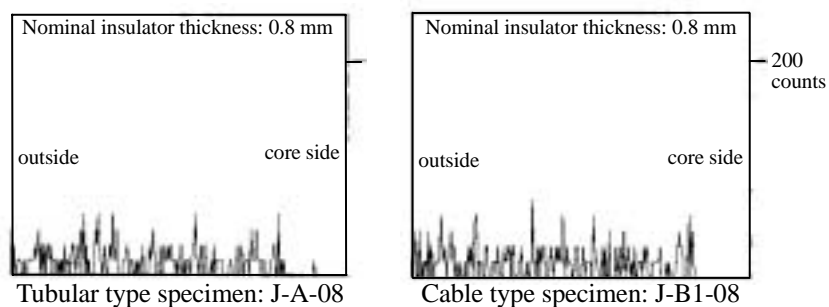 Nominal insulator thickness: 0.8 mm
outside
core side
Tubular type specimen: J-A-08
Nominal insulator thickness: 0.8 mm
200
counts
outside
core side
Cable type specimen: J-B1-08